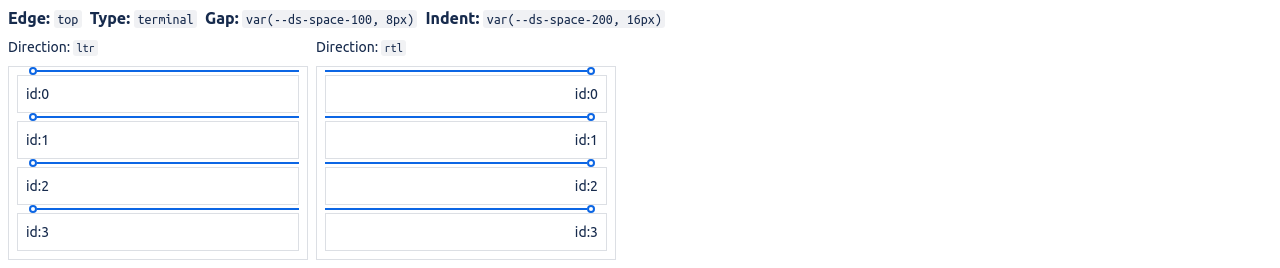 Edge: top Type: terminal Gap: var(--ds-space-100, 8px) Indent: var(--ds-space-200, 16px)
Direction: ltr
id:0
id:1
id:2
id:3
Direction: rtl
id:0
id:1
id:2
id:3